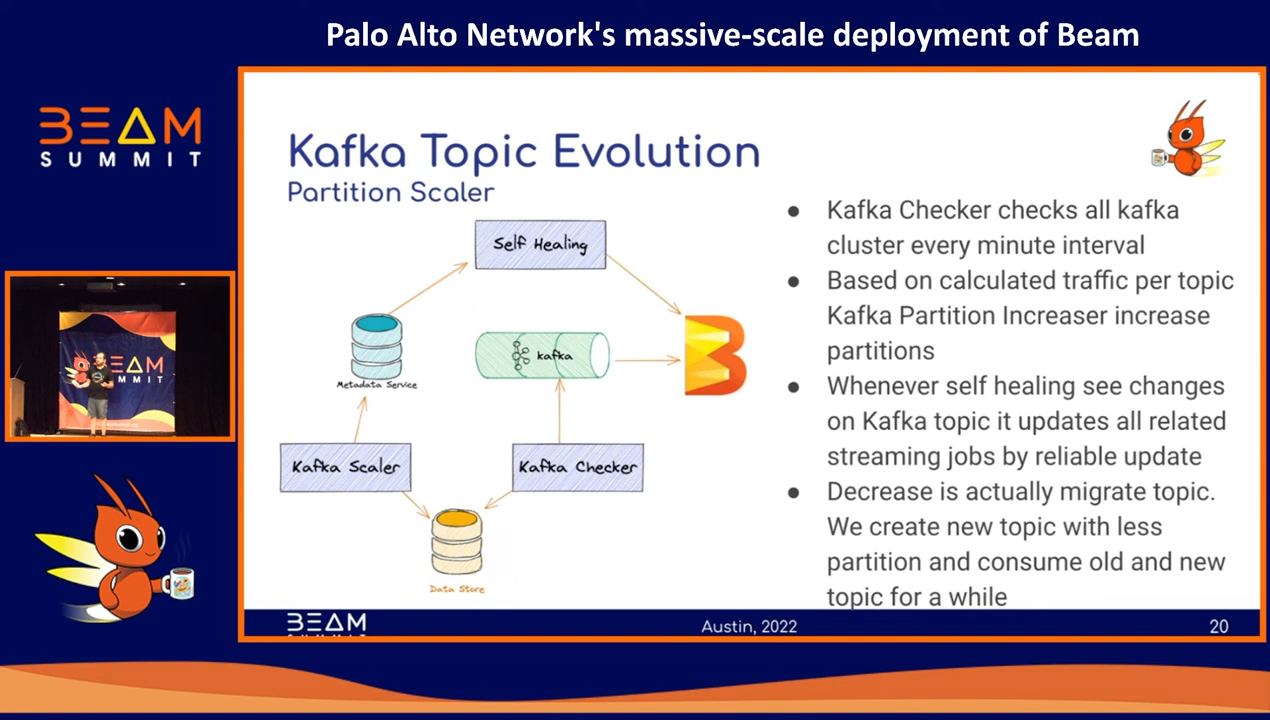 Palo Alto Network's massive-scale deployment of Beam
BEAM
SUMMIT
Kafka Topic Evolution
Partition Scaler
Self Healing
Metadata Service
kafka
Kafka Scaler
Kafka Checker
Data Store
● Kafka Checker checks all kafka
cluster every minute interval
● Based on calculated traffic per topic
Kafka Partition Increaser increase
partitions
● Whenever self healing see changes
on Kafka topic it updates all related
streaming jobs by reliable update
● Decrease is actually migrate topic.
We create new topic with less
partition and consume old and new
topic for a while
BEAM
Austin, 2022
20
BEAM
MMIT